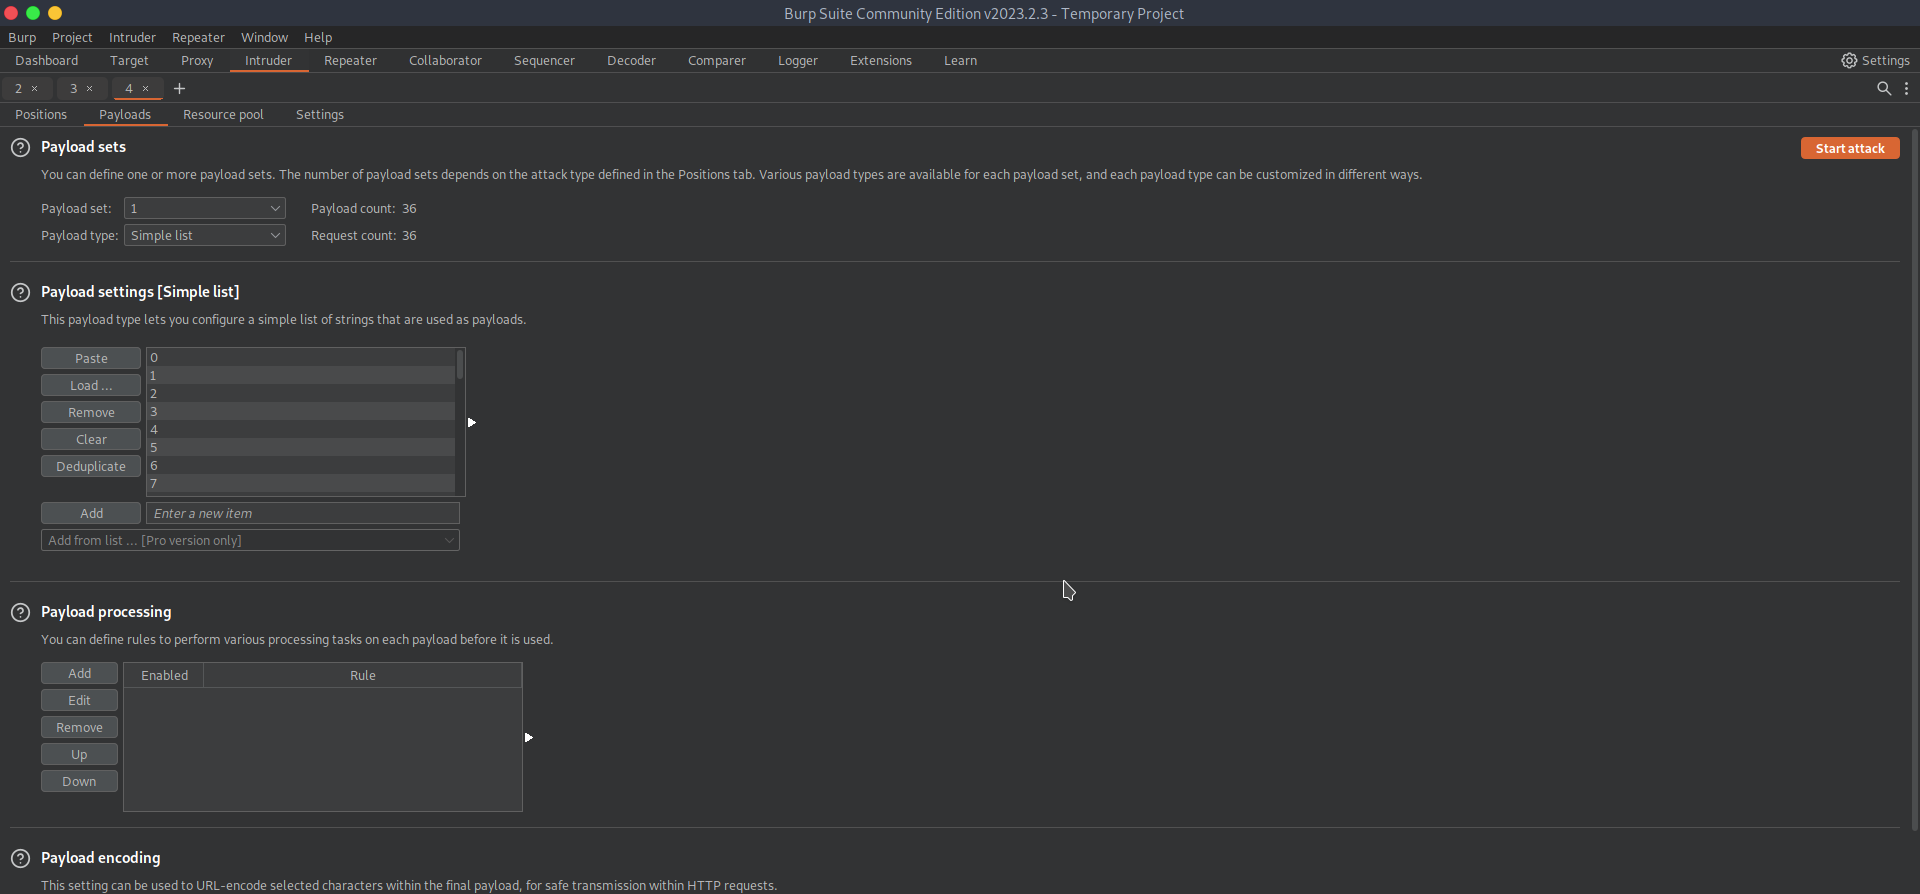 Burp Suite Community Edition v2023.2.3 - Temporary Project
Burp Project Intruder Repeater Window Help
Dashboard Target Proxy Intruder Repeater Collaborator Sequencer Decoder Comparer Logger Extensions Learn Settings
2 × 3 × 4 × +
Positions Payloads Resource pool Settings
? Payload sets Start attack
You can define one or more payload sets. The number of payload sets depends on the attack type defined in the Positions tab. Various payload types are available for each payload set, and each payload type can be customized in different ways.
Payload set: 1 Payload count: 36
Payload type: Simple list Request count: 36
? Payload settings [Simple list]
This payload type lets you configure a simple list of strings that are used as payloads.
Paste 0
1
Load ... 2
Remove 3
4
Clear 5
Deduplicate 6
7
Add Enter a new item
Add from list ... [Pro version only]
? Payload processing
You can define rules to perform various processing tasks on each payload before it is used.
Add Enabled Rule
Edit
Remove
Up
Down
? Payload encoding
This setting can be used to URL-encode selected characters within the final payload, for safe transmission within HTTP requests.